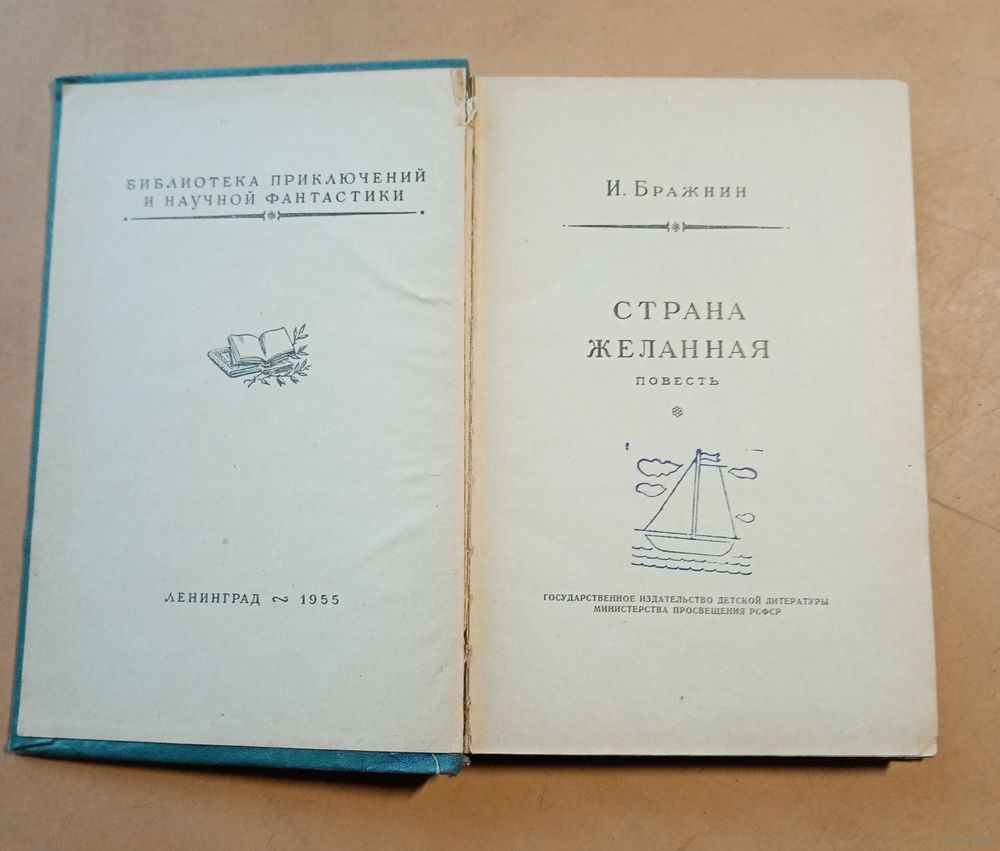 БИБЛИОТЕКА ПРИКЛЮЧЕНИЙ
И НАУЧНОЙ ФАНТАСТИКИ
ЛЕНИНГРАД ~ 1955
И. БРАЖНИН
СТРАНА
ЖЕЛАННАЯ
ПОВЕСТЬ
ГОСУДАРСТВЕННОЕ ИЗДАТЕЛЬСТВО ДЕТСКОЙ ЛИТЕРАТУРЫ
МИНИСТЕРСТВА ПРОСВЕЩЕНИЯ РСФСР